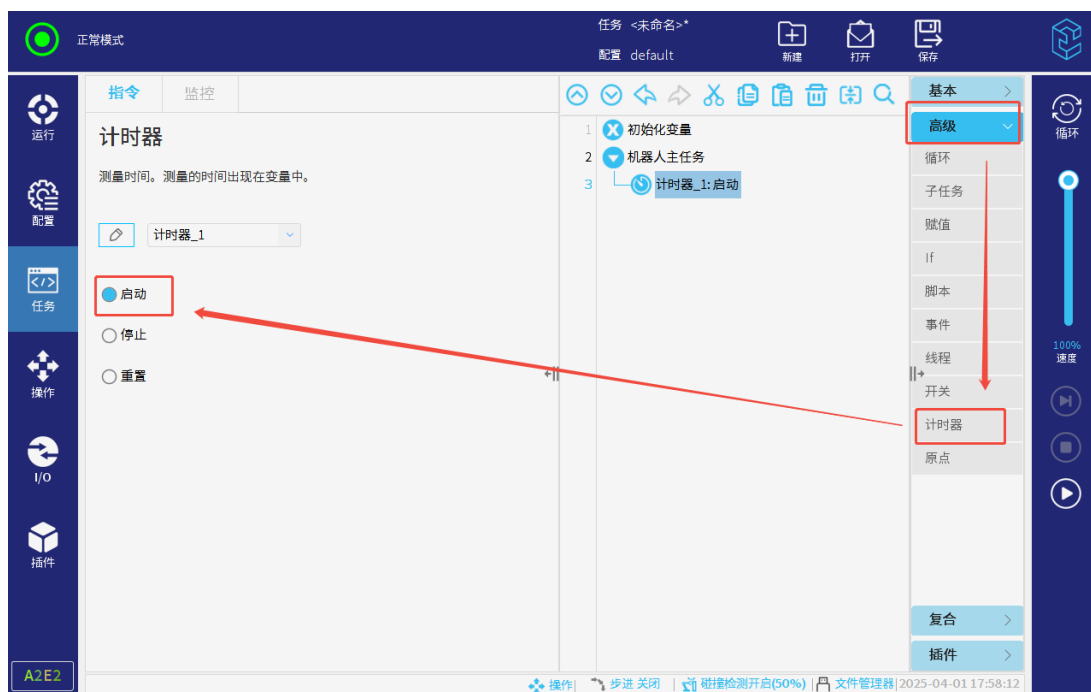 正常模式
任务 <未命名>*
配置 default
新建
打开
保存
运行
配置
任务
操作
I/O
插件
A2E2
指令 监控
计时器
测量时间。测量的时间出现在变量中。
计时器_1
启动
停止
重置
1 初始化变量
2 机器人主任务
3 计时器_1: 启动
基本
高级
循环
子任务
赋值
If
脚本
事件
线程
开关
计时器
原点
复合
插件
循环
100%
速度
操作| 步进 关闭 | 碰撞检测开启(50%) | 文件管理器| 2025-04-01 17:58:12